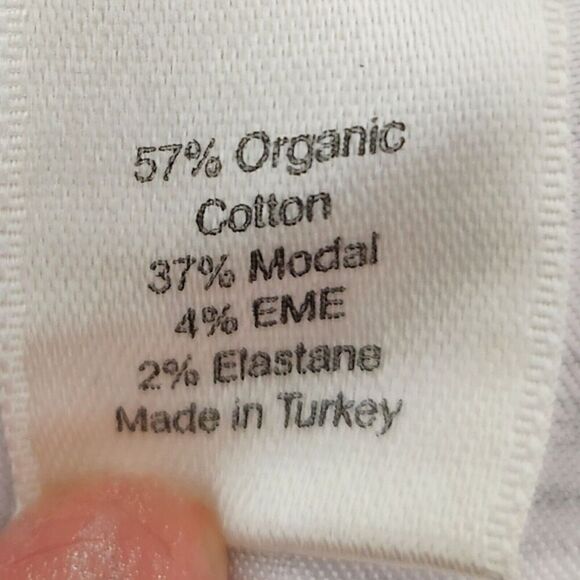 57% Organic
Cotton
37% Modal
4% EME
2% Elastane
Made in Turkey